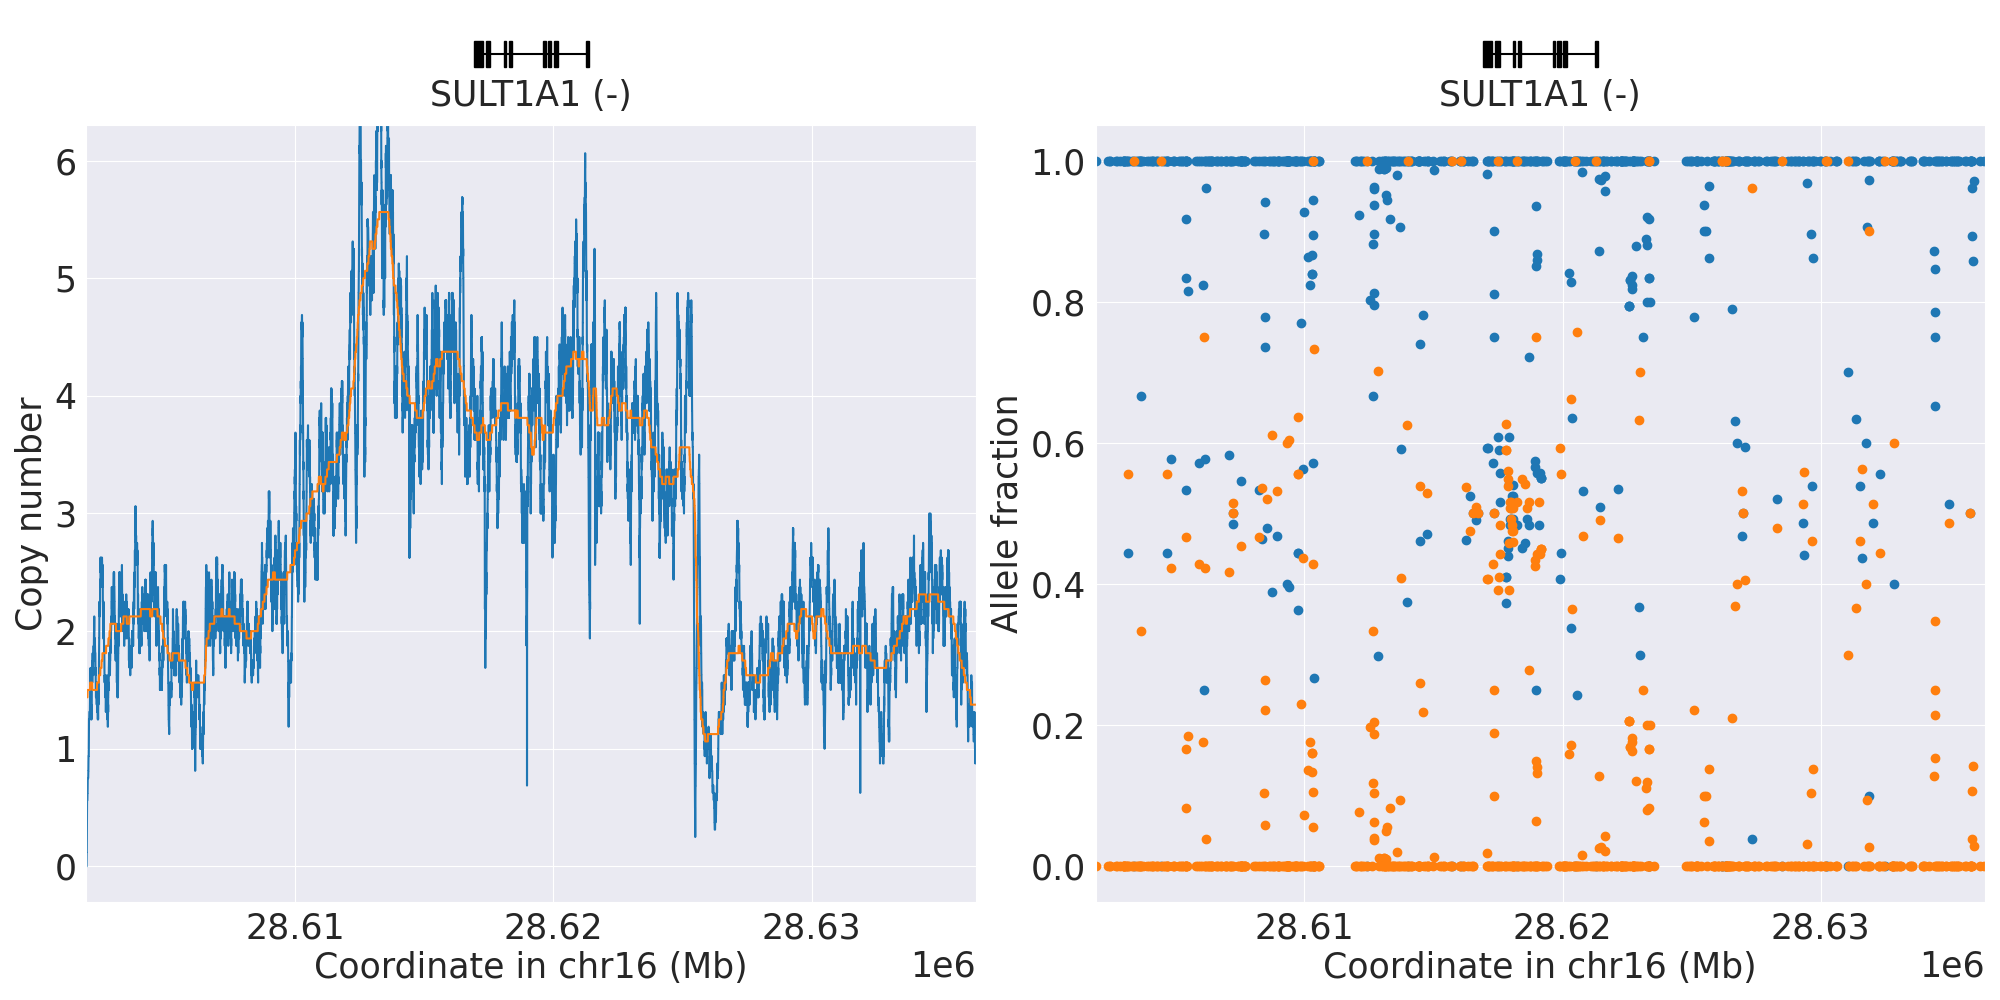 SULT1A1 (-)
Copy number
6
5
4
3
2
1
0
28.61 28.62 28.63
Coordinate in chr16 (Mb) 1e6
SULT1A1 (-)
Allele fraction
1.0
0.8
0.6
0.4
0.2
0.0
28.61 28.62 28.63
Coordinate in chr16 (Mb) 1e6